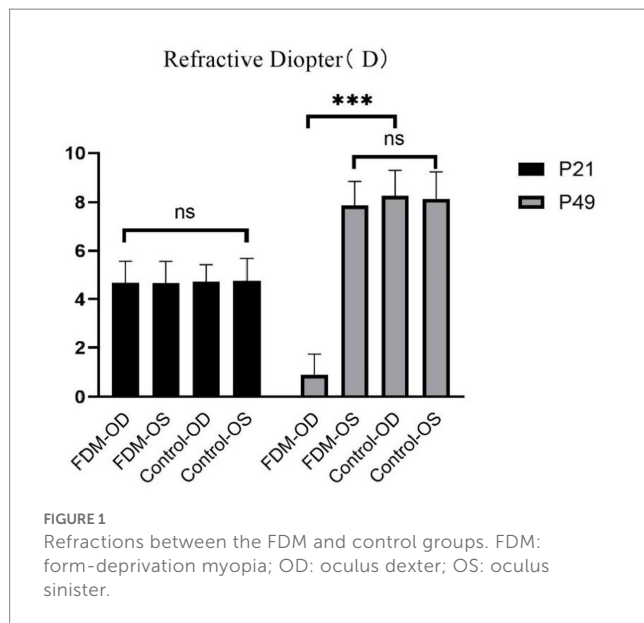 Refractive Diopter( D)
***
ns
ns
10
8
6
4
2
0
P21
P49
FDM-OD
FDM-OS
Control-OD
Control-OS
FDM-OD
FDM-OS
Control-OD
Control-OS
FIGURE 1
Refractions between the FDM and control groups. FDM:
form-deprivation myopia; OD: oculus dexter; OS: oculus
sinister.